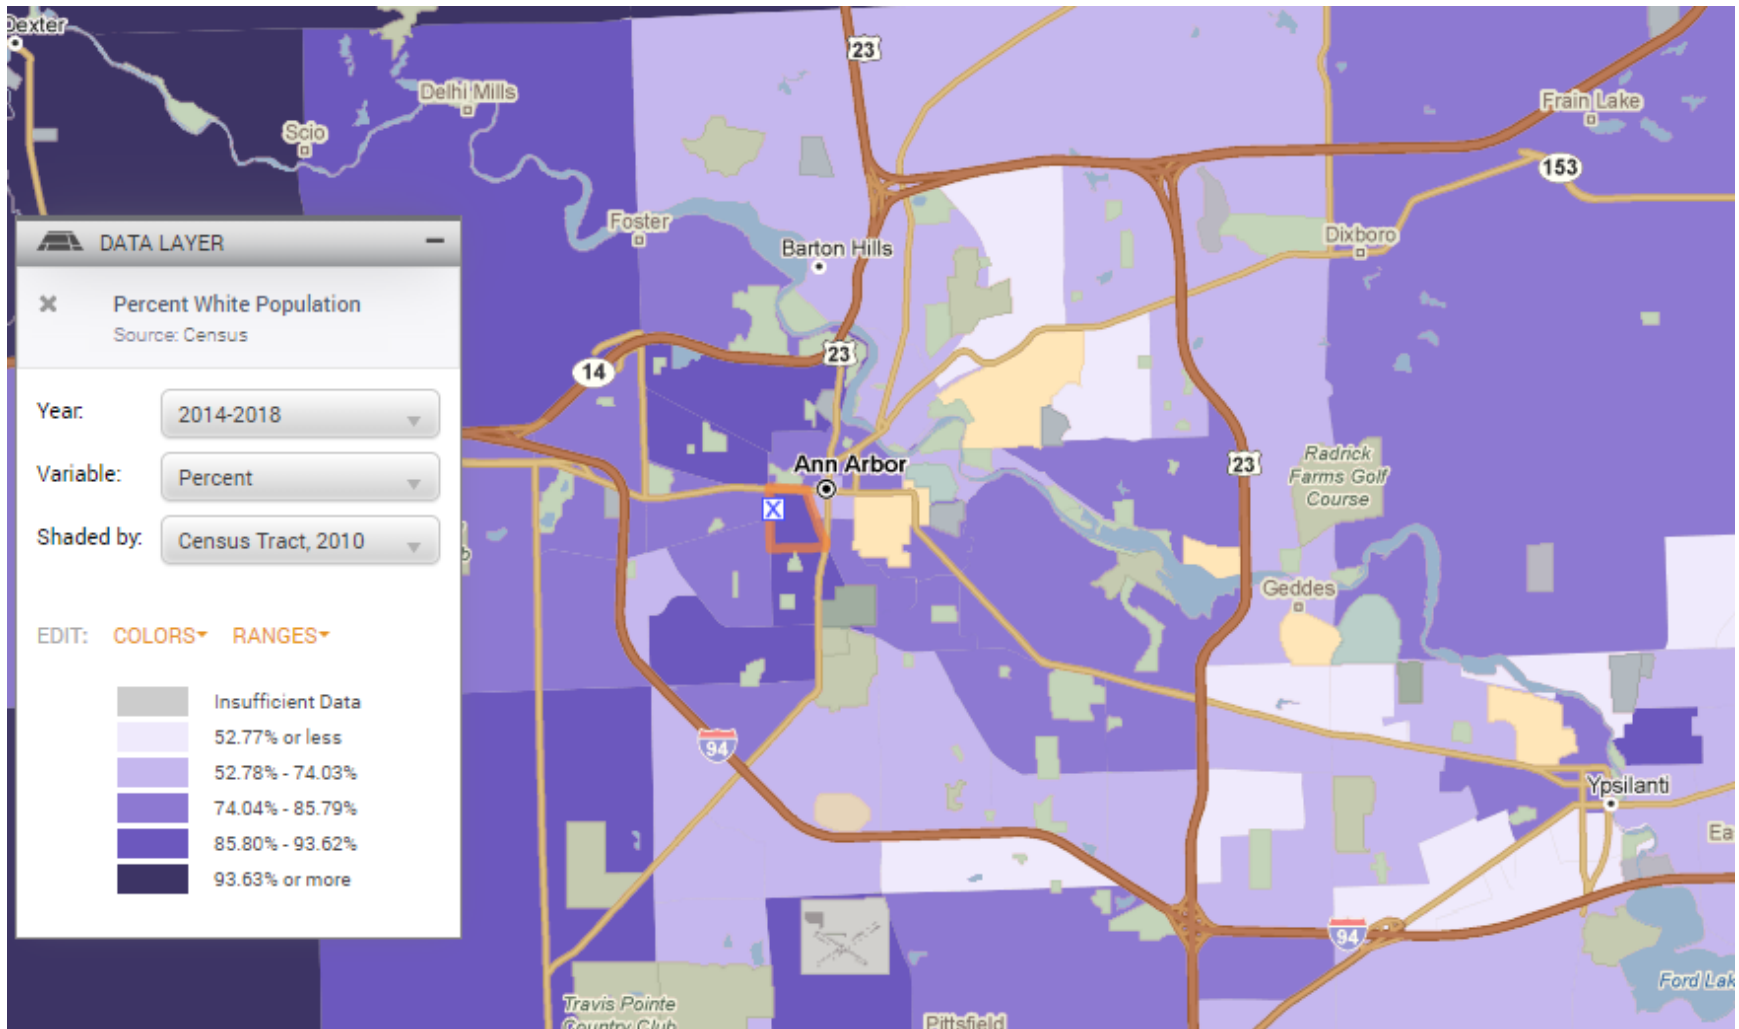 Dexter
23
Delhi Mills
Frain Lake
Scio
153
Foster
Dixboro
Barton Hills
DATA LAYER
Percent White Population
Source: Census
23
14
Year:
2014-2018
Ann Arbor
Radrick
Farms Golf
Course
23
Variable:
Percent
X
Shaded by:
Census Tract, 2010
Geddes
EDIT:
COLORS
RANGES
Insufficient Data
52.77% or less
94
52.78% - 74.03%
Ypsilanti
74.04% - 85.79%
Ea
85.80% - 93.62%
93.63% or more
94
Ford Lak
Travis Pointe
Country Club
Pittsfield